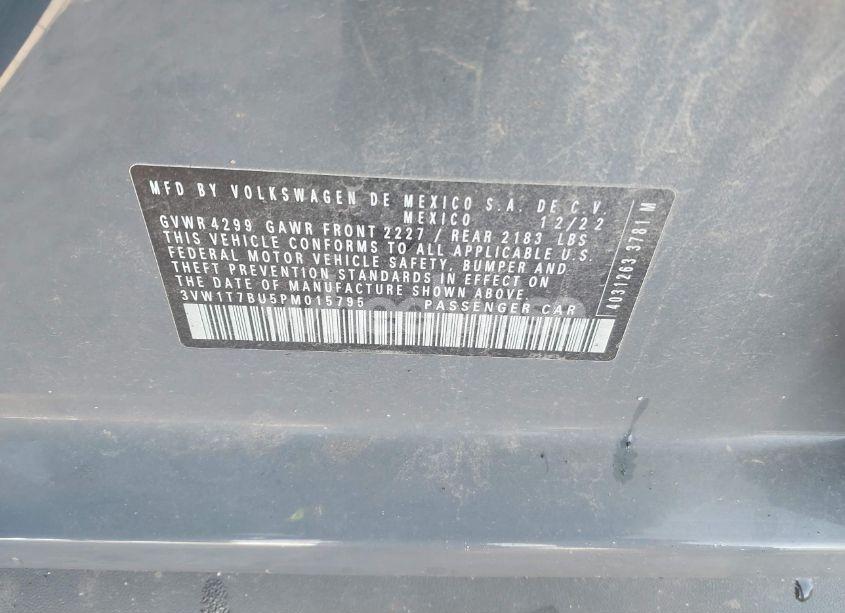 MFD BY VOLKSWAGEN DE MEXICO S.A. DE C.V.
MEXICO 12/22
GVWR 4299 GAWR FRONT 2227 / REAR 2183 LBS
THIS VEHICLE CONFORMS TO ALL APPLICABLE U.S.
FEDERAL MOTOR VEHICLE SAFETY, BUMPER AND
THEFT PREVENTION STANDARDS IN EFFECT ON
THE DATE OF MANUFACTURE SHOWN ABOVE.
3VW1T7BU5PM015795 PASSENGER CAR
4031263 3781 M